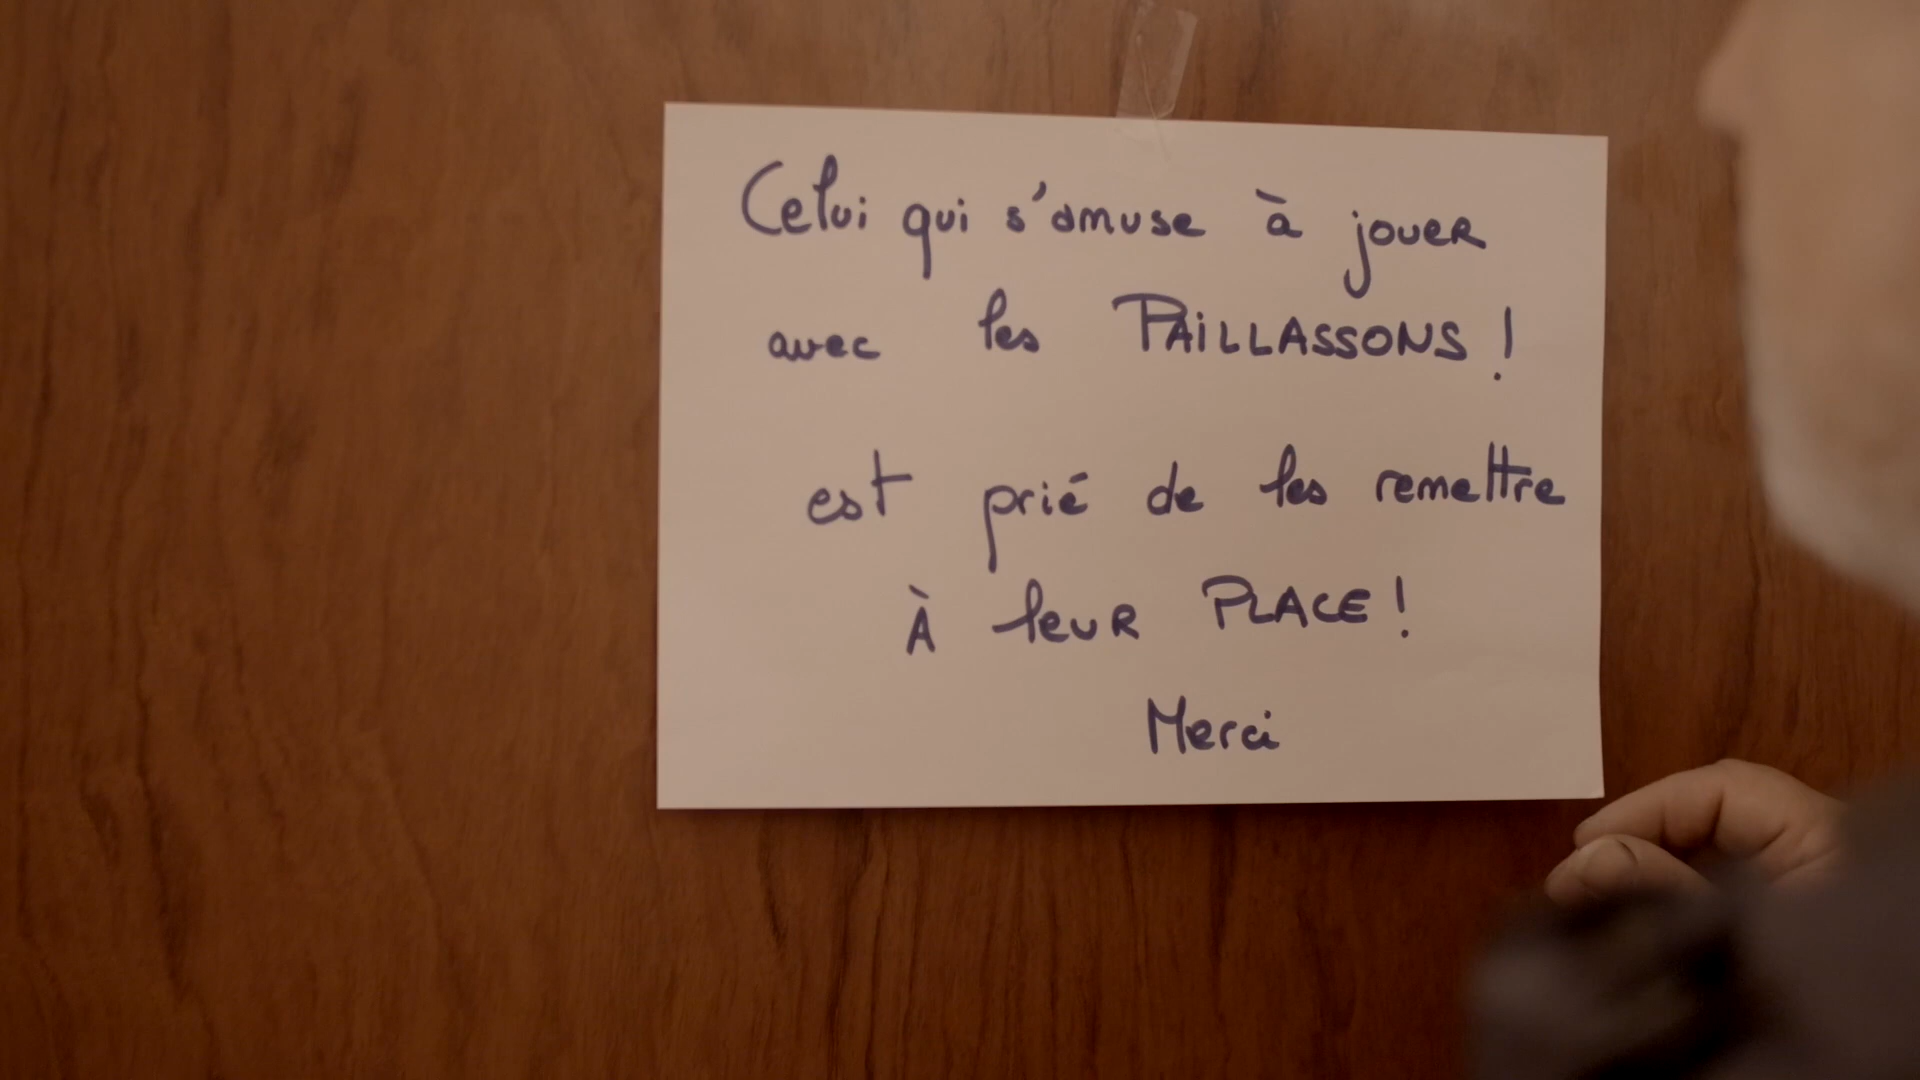 Celui qui s'amuse à jouer
avec les PAiLLASSONS !
est prié de les remettre
À leur PLACE !
Merci